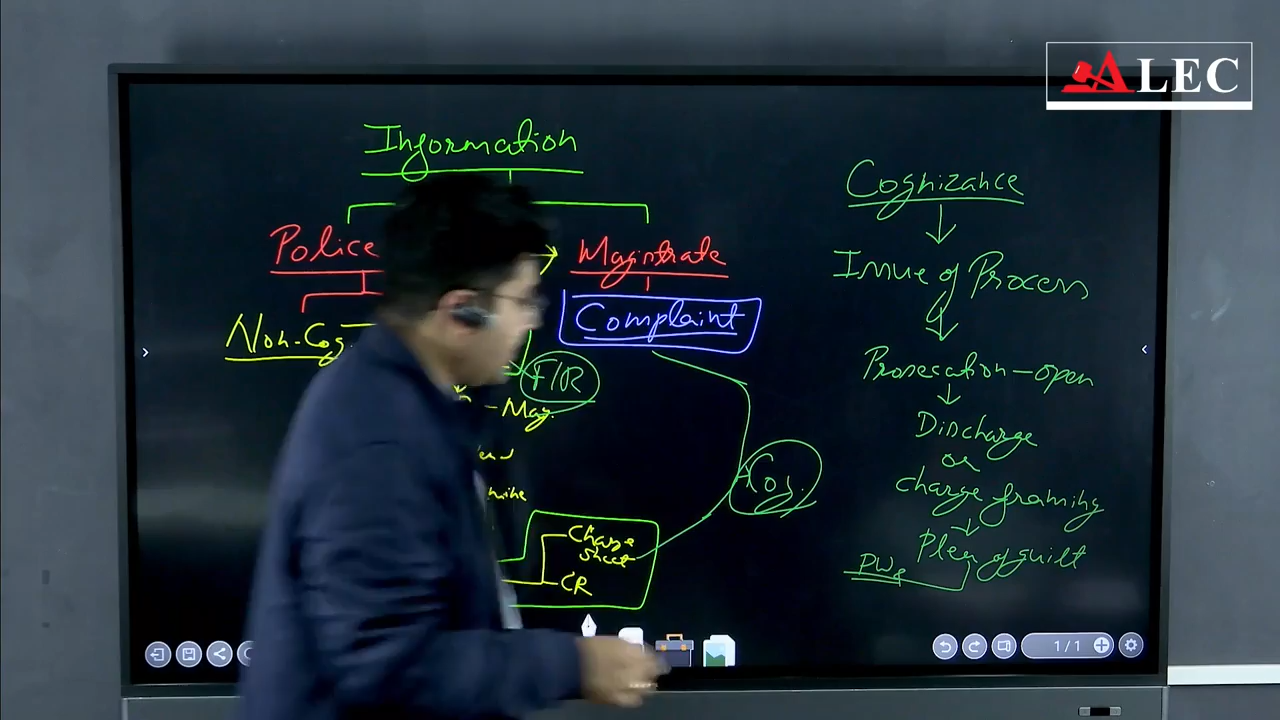 ALEC
Information
Police
Magistrate
Non-Cog.
Complaint
FIR
- Mag.
Charge
Sheet
CR
Cog.
Cognizance
Issue of Process
Prosecution - open
Discharge
or
charge framing
Plea of guilt
PWs
1/1